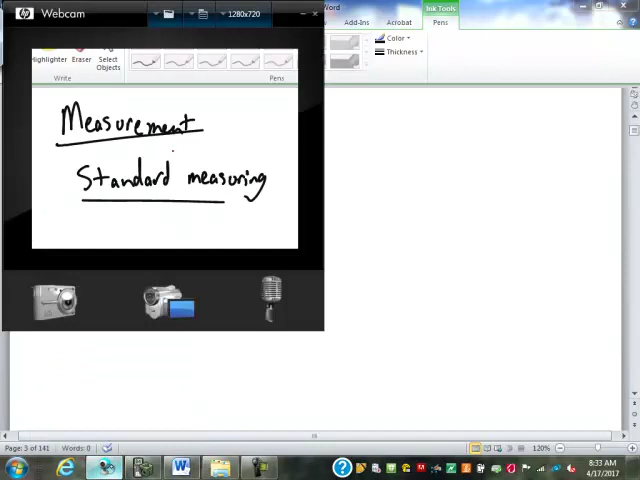 Webcam
1280x720
Word
Ink Tools
Add-Ins
Acrobat
Pens
Color
Thickness
Highlighter
Eraser
Select
Objects
Write
Pens
Measurement
Standard measuring
Page: 3 of 141
Words: 0
120%
8:33 AM
4/17/2017